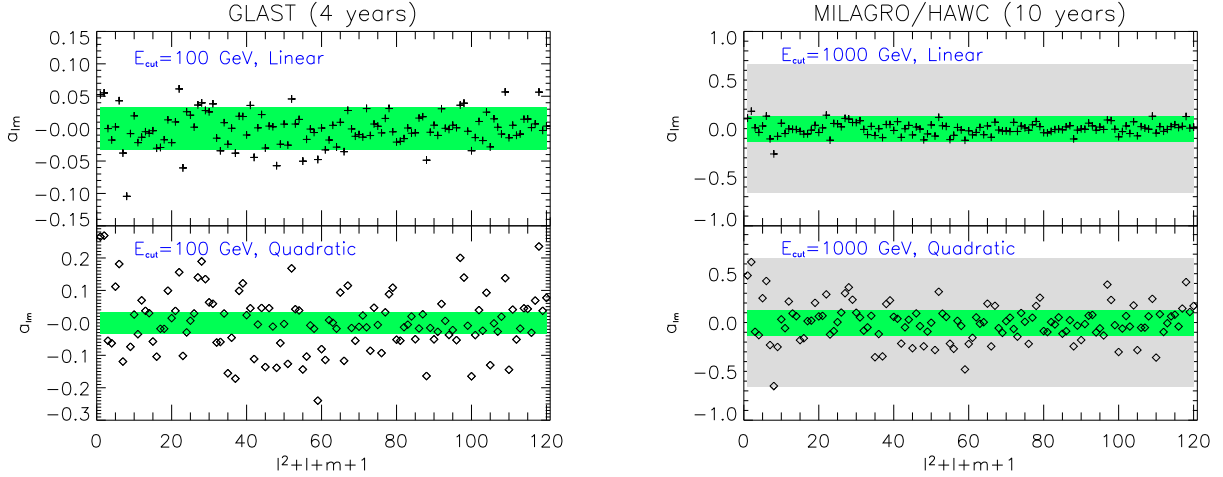 GLAST (4 years)
0.15
0.10
0.05
−0.00
−0.05
−0.10
−0.15
a_lm
E_cut=100 GeV, Linear
0.2
0.1
−0.0
−0.1
−0.2
−0.3
a_lm
E_cut=100 GeV, Quadratic
0 20 40 60 80 100 120
l²+l+m+1
MILAGRO/HAWC (10 years)
1.0
0.5
0.0
−0.5
−1.0
a_lm
E_cut=1000 GeV, Linear
0.5
0.0
−0.5
−1.0
a_lm
E_cut=1000 GeV, Quadratic
0 20 40 60 80 100 120
l²+l+m+1